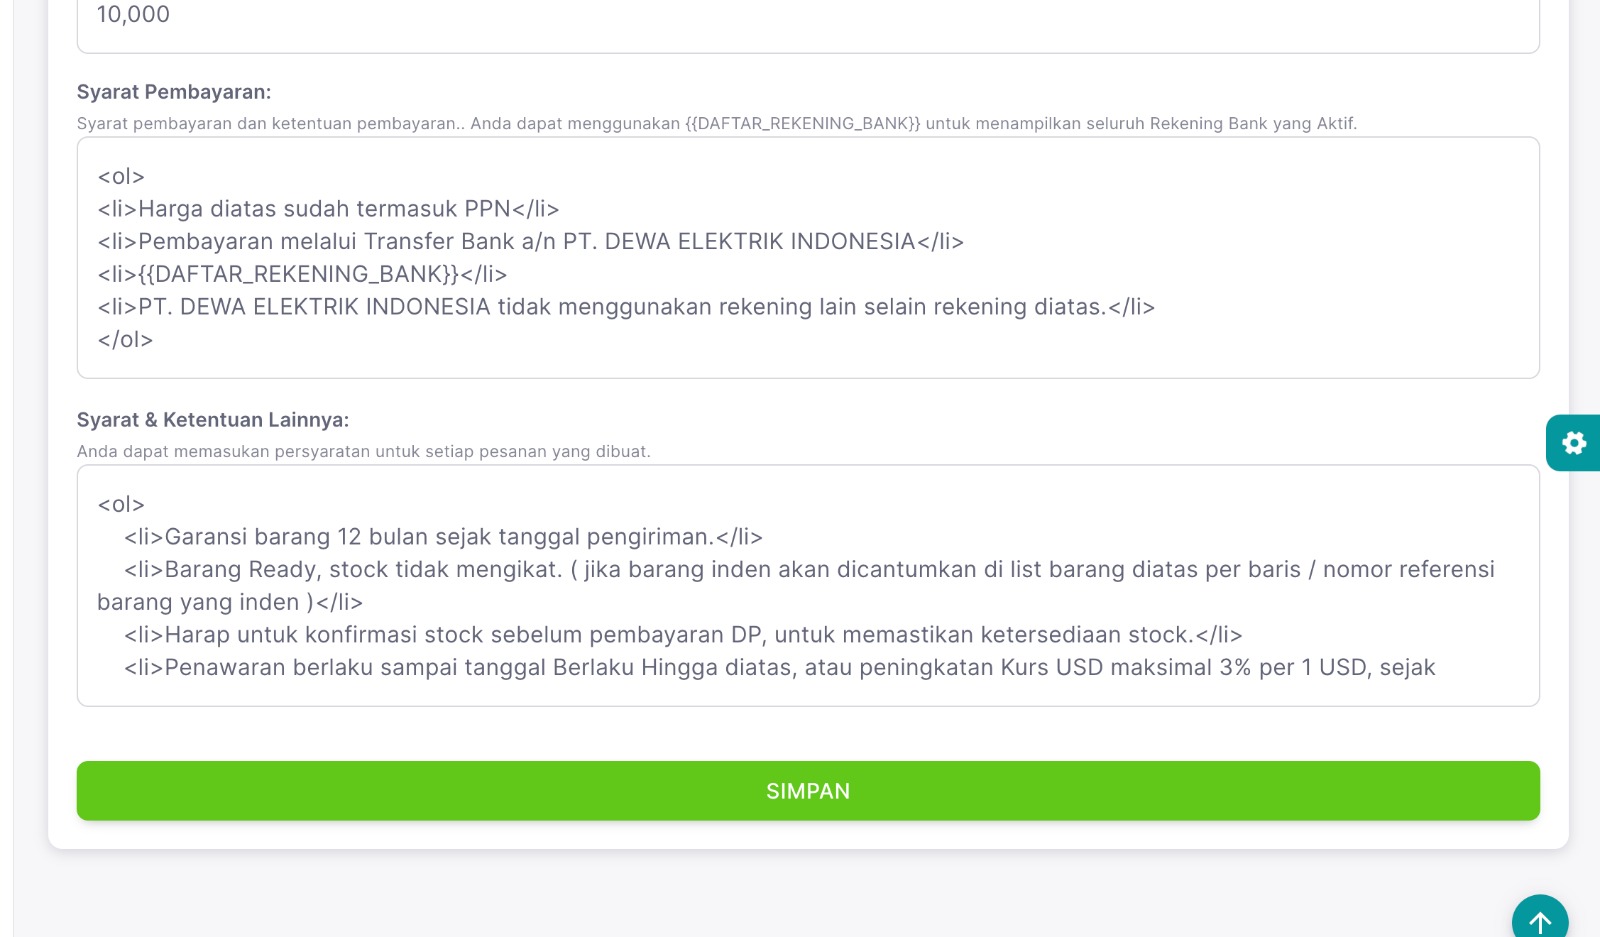 10,000
Syarat Pembayaran:
Syarat pembayaran dan ketentuan pembayaran.. Anda dapat menggunakan {{DAFTAR_REKENING_BANK}} untuk menampilkan seluruh Rekening Bank yang Aktif.
<ol>
<li>Harga diatas sudah termasuk PPN</li>
<li>Pembayaran melalui Transfer Bank a/n PT. DEWA ELEKTRIK INDONESIA</li>
<li>{{DAFTAR_REKENING_BANK}}</li>
<li>PT. DEWA ELEKTRIK INDONESIA tidak menggunakan rekening lain selain rekening diatas.</li>
</ol>
Syarat & Ketentuan Lainnya:
Anda dapat memasukan persyaratan untuk setiap pesanan yang dibuat.
<ol>
<li>Garansi barang 12 bulan sejak tanggal pengiriman.</li>
<li>Barang Ready, stock tidak mengikat. ( jika barang inden akan dicantumkan di list barang diatas per baris / nomor referensi
barang yang inden )</li>
<li>Harap untuk konfirmasi stock sebelum pembayaran DP, untuk memastikan ketersediaan stock.</li>
<li>Penawaran berlaku sampai tanggal Berlaku Hingga diatas, atau peningkatan Kurs USD maksimal 3% per 1 USD, sejak
SIMPAN